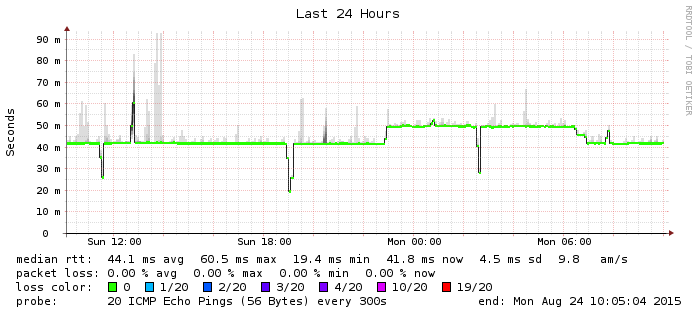 Last 24 Hours
RRDTOOL / TOBI OETIKER
Seconds
90 m
80 m
70 m
60 m
50 m
40 m
30 m
20 m
10 m
0
Sun 12:00 Sun 18:00 Mon 00:00 Mon 06:00
median rtt: 44.1 ms avg 60.5 ms max 19.4 ms min 41.8 ms now 4.5 ms sd 9.8 am/s
packet loss: 0.00 % avg 0.00 % max 0.00 % min 0.00 % now
loss color: 0 1/20 2/20 3/20 4/20 10/20 19/20
probe: 20 ICMP Echo Pings (56 Bytes) every 300s end: Mon Aug 24 10:05:04 2015